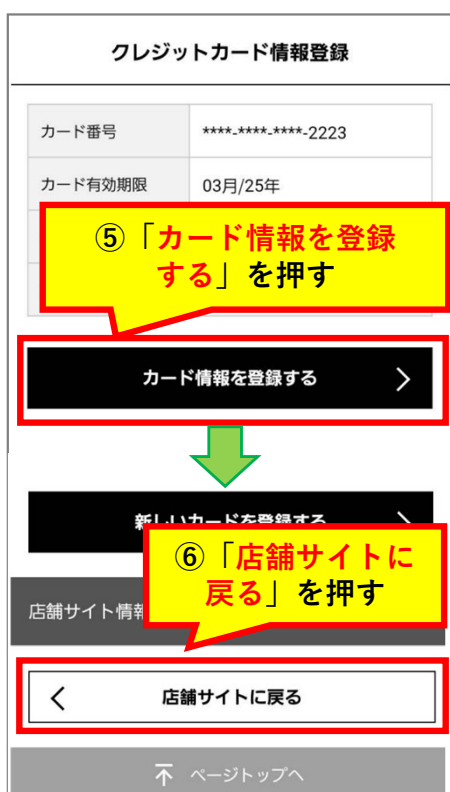 クレジットカード情報登録
カード番号 ****-****-****-2223
カード有効期限 03月/25年
⑤「カード情報を登録
する」を押す
カード情報を登録する
新しいカードを登録する
⑥「店舗サイトに
戻る」を押す
店舗サイト情報
店舗サイトに戻る
ページトップへ